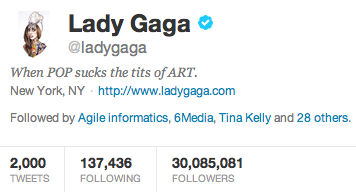 Lady Gaga
@ladygaga
When POP sucks the tits of ART.
New York, NY · http://www.ladygaga.com
Followed by Agile informatics, 6Media, Tina Kelly and 28 others.
2,000 137,436 30,085,081
TWEETS FOLLOWING FOLLOWERS